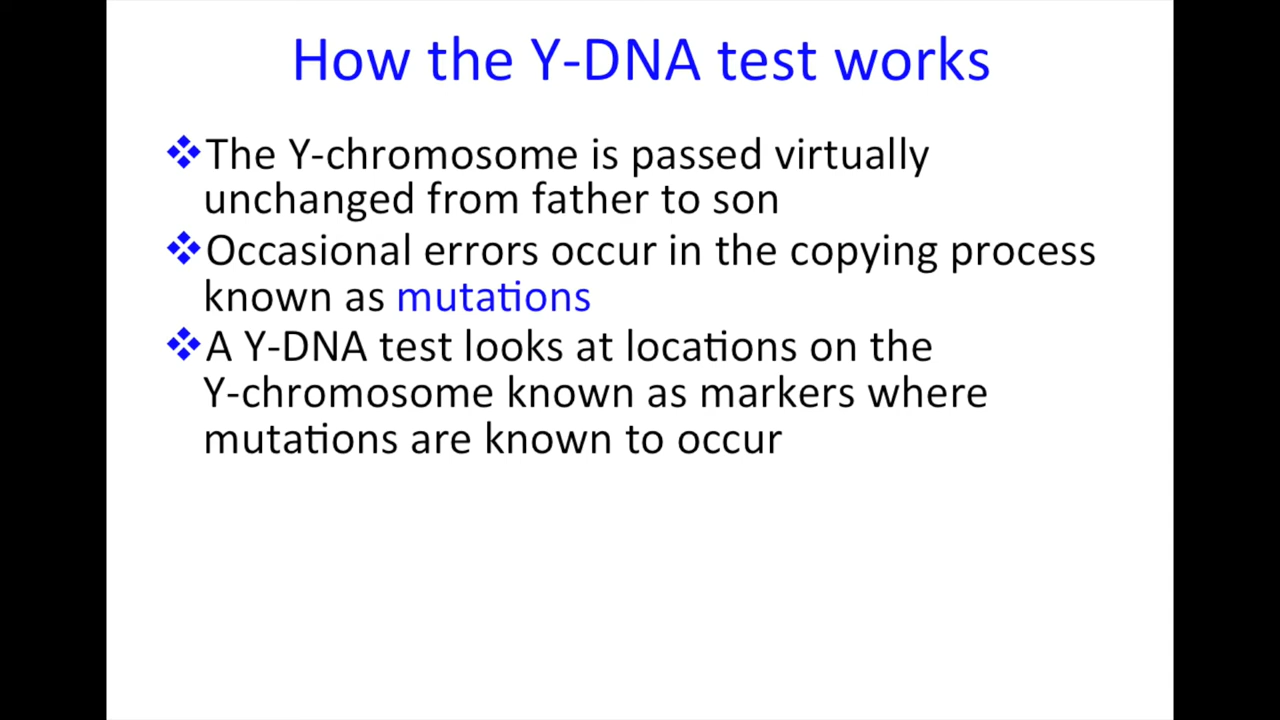 How the Y-DNA test works
❖The Y-chromosome is passed virtually
unchanged from father to son
❖Occasional errors occur in the copying process
known as mutations
❖A Y-DNA test looks at locations on the
Y-chromosome known as markers where
mutations are known to occur